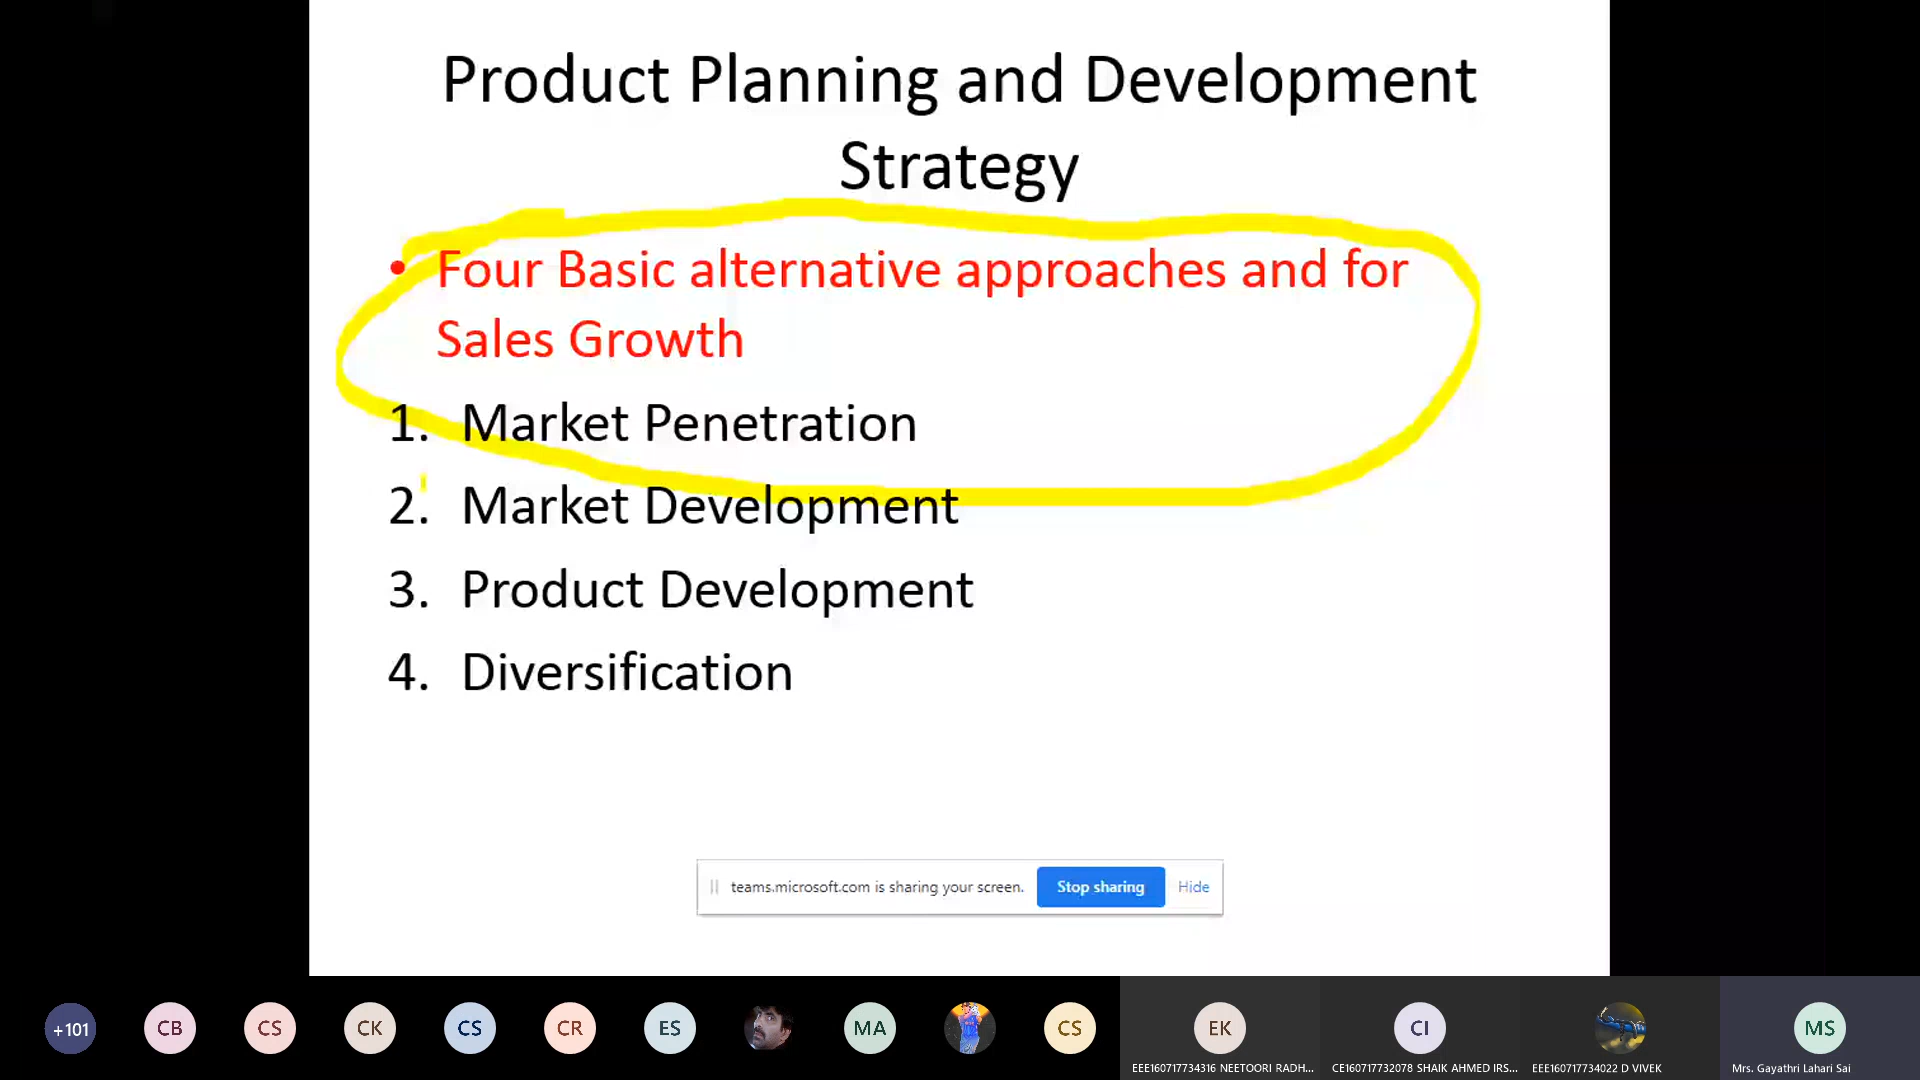 Product Planning and Development
Strategy
• Four Basic alternative approaches and for
Sales Growth
1. Market Penetration
2. Market Development
3. Product Development
4. Diversification
teams.microsoft.com is sharing your screen. Stop sharing Hide
+101 CB CS CK CS CR ES MA CS EK CI MS
EEE160717734316 NEETOORI RADH... CE160717732078 SHAIK AHMED IRS... EEE160717734022 D VIVEK Mrs. Gayathri Lahari Sai